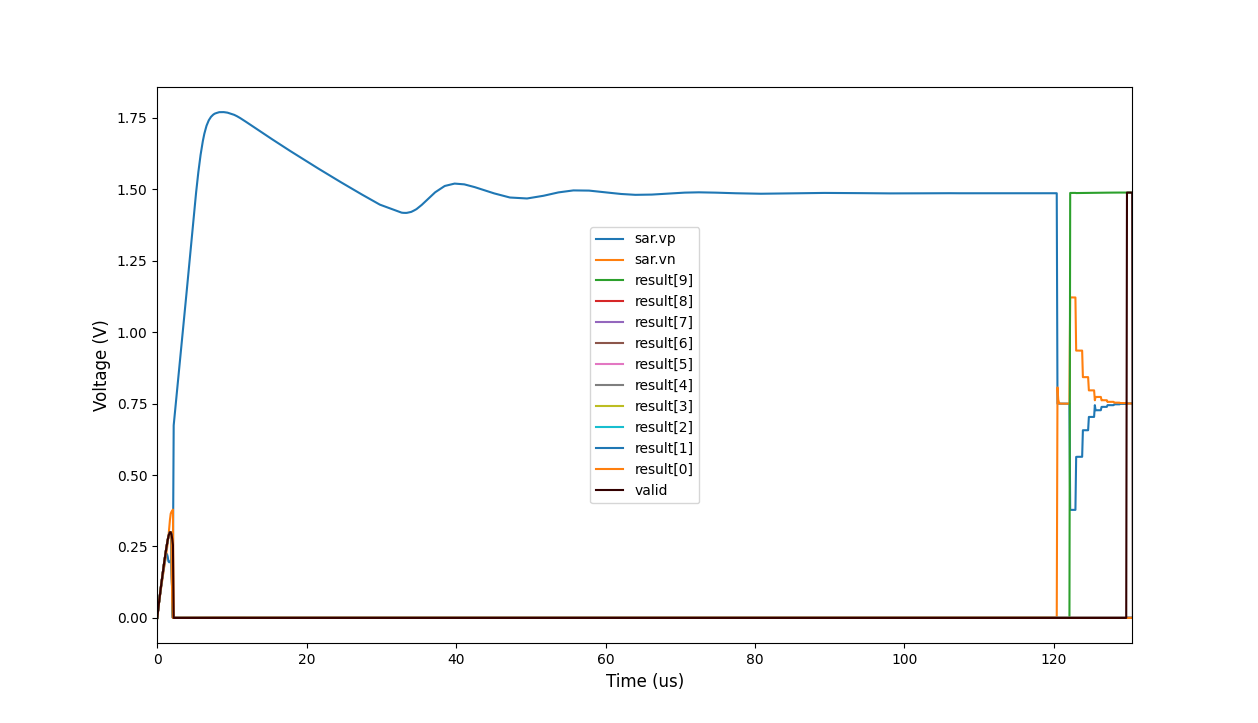 Voltage (V)
1.75
1.50
1.25
1.00
0.75
0.50
0.25
0.00
sar.vp
sar.vn
result[9]
result[8]
result[7]
result[6]
result[5]
result[4]
result[3]
result[2]
result[1]
result[0]
valid
0
20
40
60
80
100
120
Time (us)